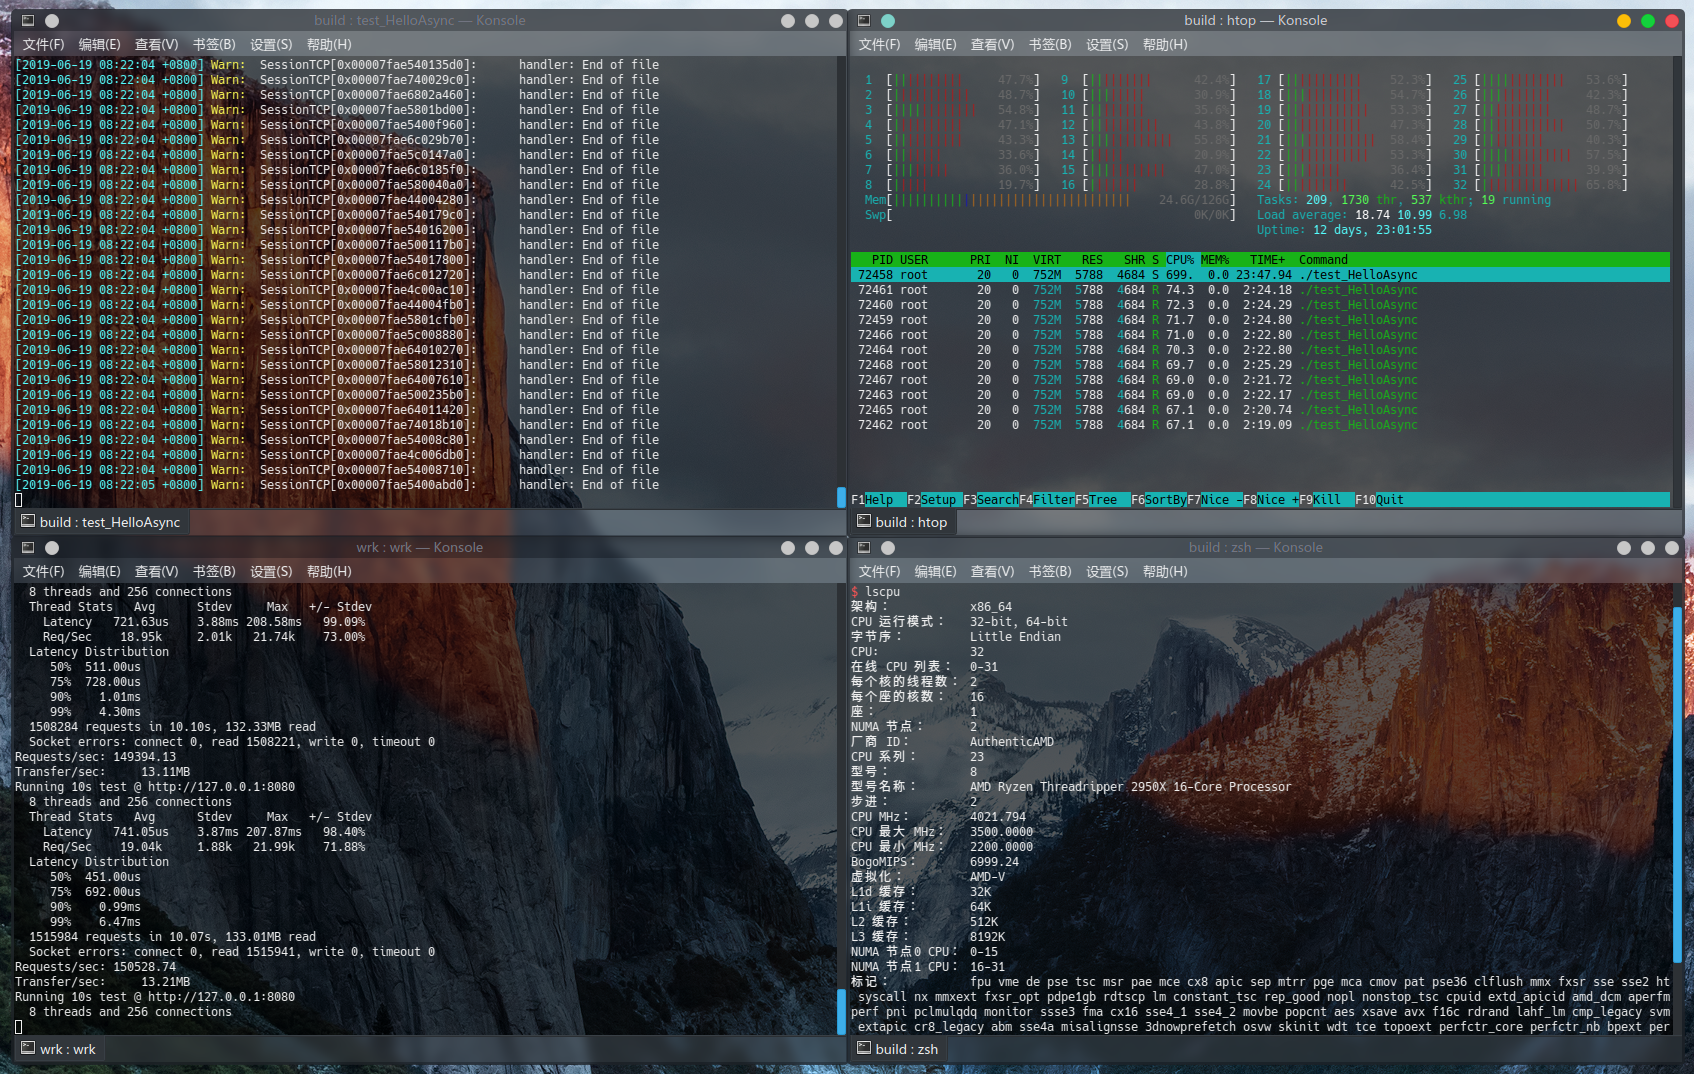 build : test_HelloAsync — Konsole
文件(F) 编辑(E) 查看(V) 书签(B) 设置(S) 帮助(H)
[2019-06-19 08:22:04 +0800] Warn: SessionTCP[0x00007fae540135d0]: handler: End of file
[2019-06-19 08:22:04 +0800] Warn: SessionTCP[0x00007fae740029c0]: handler: End of file
[2019-06-19 08:22:04 +0800] Warn: SessionTCP[0x00007fae6802a460]: handler: End of file
[2019-06-19 08:22:04 +0800] Warn: SessionTCP[0x00007fae5801bd00]: handler: End of file
[2019-06-19 08:22:04 +0800] Warn: SessionTCP[0x00007fae5400f960]: handler: End of file
[2019-06-19 08:22:04 +0800] Warn: SessionTCP[0x00007fae6c029b70]: handler: End of file
[2019-06-19 08:22:04 +0800] Warn: SessionTCP[0x00007fae5c0147a0]: handler: End of file
[2019-06-19 08:22:04 +0800] Warn: SessionTCP[0x00007fae6c0185f0]: handler: End of file
[2019-06-19 08:22:04 +0800] Warn: SessionTCP[0x00007fae580040a0]: handler: End of file
[2019-06-19 08:22:04 +0800] Warn: SessionTCP[0x00007fae44004280]: handler: End of file
[2019-06-19 08:22:04 +0800] Warn: SessionTCP[0x00007fae540179c0]: handler: End of file
[2019-06-19 08:22:04 +0800] Warn: SessionTCP[0x00007fae54016200]: handler: End of file
[2019-06-19 08:22:04 +0800] Warn: SessionTCP[0x00007fae500117b0]: handler: End of file
[2019-06-19 08:22:04 +0800] Warn: SessionTCP[0x00007fae54017800]: handler: End of file
[2019-06-19 08:22:04 +0800] Warn: SessionTCP[0x00007fae6c012720]: handler: End of file
[2019-06-19 08:22:04 +0800] Warn: SessionTCP[0x00007fae4c00ac10]: handler: End of file
[2019-06-19 08:22:04 +0800] Warn: SessionTCP[0x00007fae44004fb0]: handler: End of file
[2019-06-19 08:22:04 +0800] Warn: SessionTCP[0x00007fae5801cfb0]: handler: End of file
[2019-06-19 08:22:04 +0800] Warn: SessionTCP[0x00007fae5c008880]: handler: End of file
[2019-06-19 08:22:04 +0800] Warn: SessionTCP[0x00007fae64010270]: handler: End of file
[2019-06-19 08:22:04 +0800] Warn: SessionTCP[0x00007fae58012310]: handler: End of file
[2019-06-19 08:22:04 +0800] Warn: SessionTCP[0x00007fae64007610]: handler: End of file
[2019-06-19 08:22:04 +0800] Warn: SessionTCP[0x00007fae500235b0]: handler: End of file
[2019-06-19 08:22:04 +0800] Warn: SessionTCP[0x00007fae64011420]: handler: End of file
[2019-06-19 08:22:04 +0800] Warn: SessionTCP[0x00007fae74018b10]: handler: End of file
[2019-06-19 08:22:04 +0800] Warn: SessionTCP[0x00007fae54008c80]: handler: End of file
[2019-06-19 08:22:04 +0800] Warn: SessionTCP[0x00007fae4c006db0]: handler: End of file
[2019-06-19 08:22:04 +0800] Warn: SessionTCP[0x00007fae54008710]: handler: End of file
[2019-06-19 08:22:05 +0800] Warn: SessionTCP[0x00007fae5400abd0]: handler: End of file
build : test_HelloAsync
build : htop — Konsole
文件(F) 编辑(E) 查看(V) 书签(B) 设置(S) 帮助(H)
1 [ 47.7%] 9 [ 42.4%] 17 [ 52.3%] 25 [ 53.6%]
2 [ 48.7%] 10 [ 30.9%] 18 [ 54.7%] 26 [ 42.3%]
3 [ 54.8%] 11 [ 35.6%] 19 [ 53.3%] 27 [ 48.7%]
4 [ 47.1%] 12 [ 43.8%] 20 [ 47.3%] 28 [ 50.7%]
5 [ 43.3%] 13 [ 55.8%] 21 [ 58.4%] 29 [ 40.3%]
6 [ 33.6%] 14 [ 20.9%] 22 [ 53.3%] 30 [ 57.5%]
7 [ 36.0%] 15 [ 47.0%] 23 [ 36.4%] 31 [ 39.9%]
8 [ 19.7%] 16 [ 28.8%] 24 [ 42.5%] 32 [ 65.8%]
Mem[ 24.6G/126G] Tasks: 209, 1730 thr, 537 kthr; 19 running
Swp[ 0K/0K] Load average: 18.74 10.99 6.98
Uptime: 12 days, 23:01:55
PID USER PRI NI VIRT RES SHR S CPU% MEM% TIME+ Command
72458 root 20 0 752M 5788 4684 S 699. 0.0 23:47.94 ./test_HelloAsync
72461 root 20 0 752M 5788 4684 R 74.3 0.0 2:24.18 ./test_HelloAsync
72460 root 20 0 752M 5788 4684 R 72.3 0.0 2:24.29 ./test_HelloAsync
72459 root 20 0 752M 5788 4684 R 71.7 0.0 2:24.80 ./test_HelloAsync
72466 root 20 0 752M 5788 4684 R 71.0 0.0 2:22.80 ./test_HelloAsync
72464 root 20 0 752M 5788 4684 R 70.3 0.0 2:22.80 ./test_HelloAsync
72468 root 20 0 752M 5788 4684 R 69.7 0.0 2:25.29 ./test_HelloAsync
72467 root 20 0 752M 5788 4684 R 69.0 0.0 2:21.72 ./test_HelloAsync
72463 root 20 0 752M 5788 4684 R 69.0 0.0 2:22.17 ./test_HelloAsync
72465 root 20 0 752M 5788 4684 R 67.1 0.0 2:20.74 ./test_HelloAsync
72462 root 20 0 752M 5788 4684 R 67.1 0.0 2:19.09 ./test_HelloAsync
F1Help F2Setup F3SearchF4FilterF5Tree F6SortByF7Nice -F8Nice +F9Kill F10Quit
build : htop
wrk : wrk — Konsole
文件(F) 编辑(E) 查看(V) 书签(B) 设置(S) 帮助(H)
8 threads and 256 connections
Thread Stats Avg Stdev Max +/- Stdev
Latency 721.63us 3.88ms 208.58ms 99.09%
Req/Sec 18.95k 2.01k 21.74k 73.00%
Latency Distribution
50% 511.00us
75% 728.00us
90% 1.01ms
99% 4.30ms
1508284 requests in 10.10s, 132.33MB read
Socket errors: connect 0, read 1508221, write 0, timeout 0
Requests/sec: 149394.13
Transfer/sec: 13.11MB
Running 10s test @ http://127.0.0.1:8080
8 threads and 256 connections
Thread Stats Avg Stdev Max +/- Stdev
Latency 741.05us 3.87ms 207.87ms 98.40%
Req/Sec 19.04k 1.88k 21.99k 71.88%
Latency Distribution
50% 451.00us
75% 692.00us
90% 0.99ms
99% 6.47ms
1515984 requests in 10.07s, 133.01MB read
Socket errors: connect 0, read 1515941, write 0, timeout 0
Requests/sec: 150528.74
Transfer/sec: 13.21MB
Running 10s test @ http://127.0.0.1:8080
8 threads and 256 connections
wrk : wrk
build : zsh — Konsole
文件(F) 编辑(E) 查看(V) 书签(B) 设置(S) 帮助(H)
$ lscpu
架构： x86_64
CPU 运行模式： 32-bit, 64-bit
字节序： Little Endian
CPU: 32
在线 CPU 列表： 0-31
每个核的线程数： 2
每个座的核数： 16
座： 1
NUMA 节点： 2
厂商 ID： AuthenticAMD
CPU 系列： 23
型号： 8
型号名称： AMD Ryzen Threadripper 2950X 16-Core Processor
步进： 2
CPU MHz： 4021.794
CPU 最大 MHz： 3500.0000
CPU 最小 MHz： 2200.0000
BogoMIPS： 6999.24
虚拟化： AMD-V
L1d 缓存： 32K
L1i 缓存： 64K
L2 缓存： 512K
L3 缓存： 8192K
NUMA 节点0 CPU： 0-15
NUMA 节点1 CPU： 16-31
标记： fpu vme de pse tsc msr pae mce cx8 apic sep mtrr pge mca cmov pat pse36 clflush mmx fxsr sse sse2 ht
syscall nx mmxext fxsr_opt pdpe1gb rdtscp lm constant_tsc rep_good nopl nonstop_tsc cpuid extd_apicid amd_dcm aperfm
perf pni pclmulqdq monitor ssse3 fma cx16 sse4_1 sse4_2 movbe popcnt aes xsave avx f16c rdrand lahf_lm cmp_legacy svm
extapic cr8_legacy abm sse4a misalignsse 3dnowprefetch osvw skinit wdt tce topoext perfctr_core perfctr_nb bpext per
build : zsh